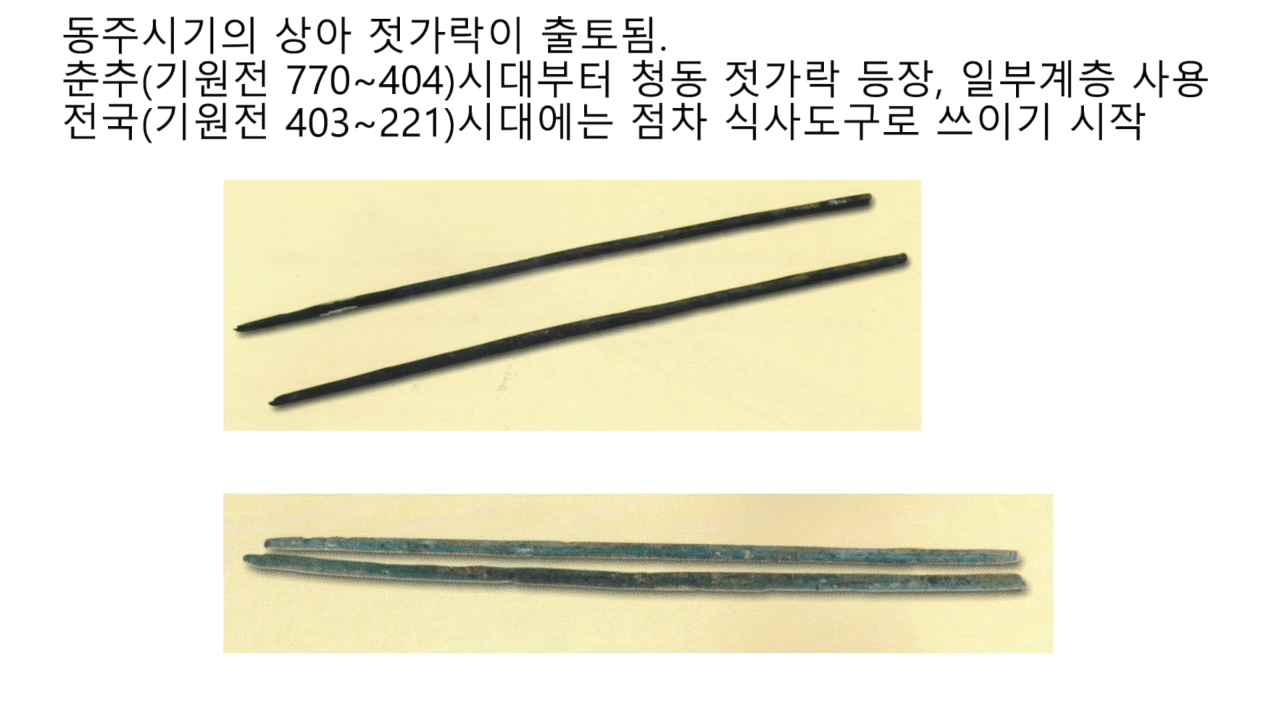 동주시기의 상아 젓가락이 출토됨.
춘추(기원전 770~404)시대부터 청동 젓가락 등장, 일부계층 사용
전국(기원전 403~221)시대에는 점차 식사도구로 쓰이기 시작